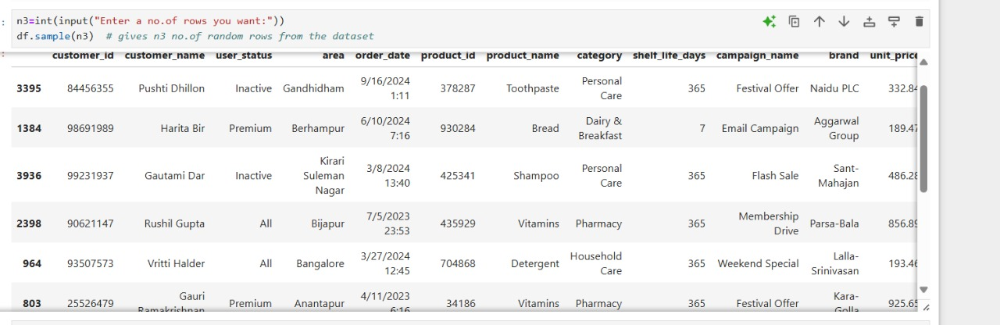 n3=int(input("Enter a no.of rows you want:"))
df.sample(n3)  # gives n3 no.of random rows from the dataset
customer_id customer_name user_status area order_date product_id product_name category shelf_life_days campaign_name brand unit_price
3395 84456355 Pushti Dhillon Inactive Gandhidham 9/16/2024 1:11 378287 Toothpaste Personal Care 365 Festival Offer Naidu PLC 332.84
1384 98691989 Harita Bir Premium Berhampur 6/10/2024 7:16 930284 Bread Dairy & Breakfast 7 Email Campaign Aggarwal Group 189.47
3936 99231937 Gautami Dar Inactive Kirari Suleman Nagar 3/8/2024 13:40 425341 Shampoo Personal Care 365 Flash Sale Sant-Mahajan 486.28
2398 90621147 Rushil Gupta All Bijapur 7/5/2023 23:53 435929 Vitamins Pharmacy 365 Membership Drive Parsa-Bala 856.89
964 93507573 Vritti Halder All Bangalore 3/27/2024 12:45 704868 Detergent Household Care 365 Weekend Special Lalla-Srinivasan 193.46
803 25526479 Gauri Ramakrishnan Premium Anantapur 4/11/2023 6:16 34186 Vitamins Pharmacy 365 Festival Offer Kara-Golla 925.65